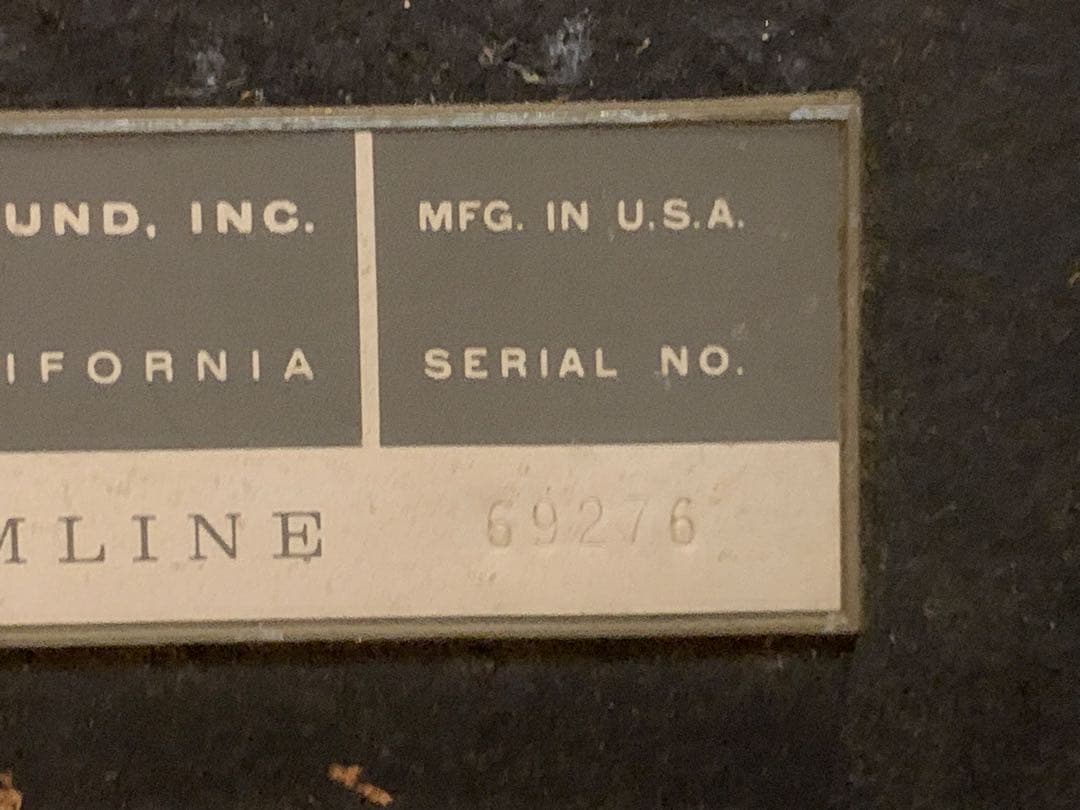 UND, INC. MFG. IN U.S.A.
IFORNIA SERIAL NO.
MLINE 69276